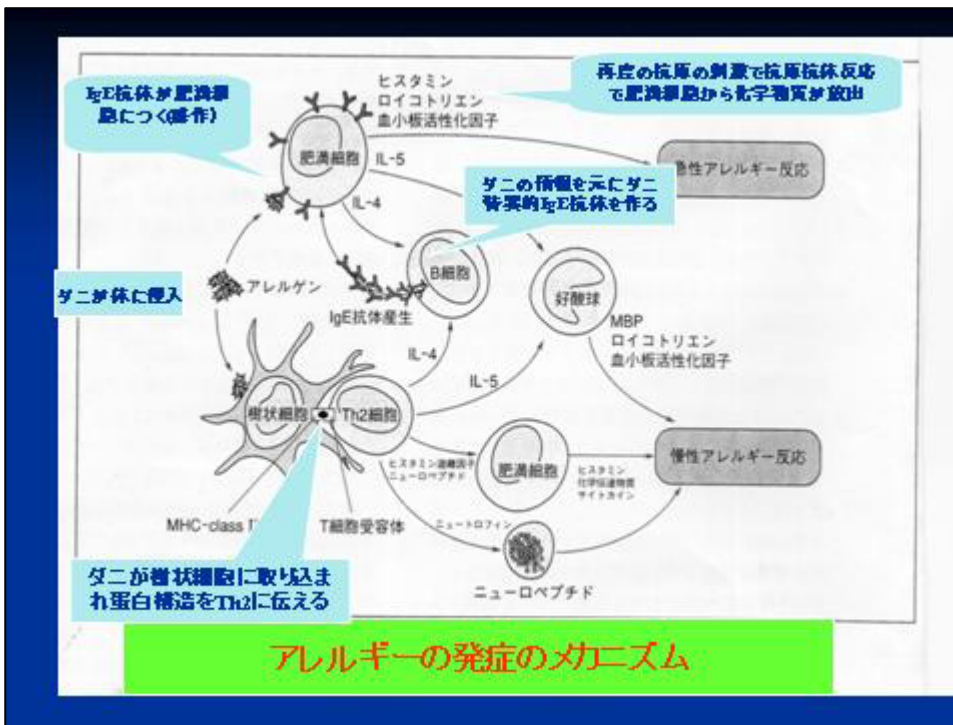 IgE抗体が肥満細
胞につく(感作)
ヒスタミン
ロイコトリエン
血小板活性化因子
再度の抗原の刺激で抗原抗体反応
で肥満細胞から化学物質が放出
肥満細胞
IL-5
急性アレルギー反応
IL-4
ダニの情報を元にダニ
特異的IgE抗体を作る
B細胞
アレルゲン
ダニが体に侵入
IgE抗体産生
好酸球
MBP
ロイコトリエン
血小板活性化因子
IL-4
IL-5
樹状細胞
Th2細胞
ヒスタミン遊離因子
ニューロペプチド
肥満細胞
ヒスタミン
化学伝達物質
サイトカイン
慢性アレルギー反応
MHC-class
T細胞受容体
ニュートロフィン
ニューロペプチド
ダニが樹状細胞に取り込ま
れ蛋白構造をTh2に伝える
アレルギーの発症のメカニズム